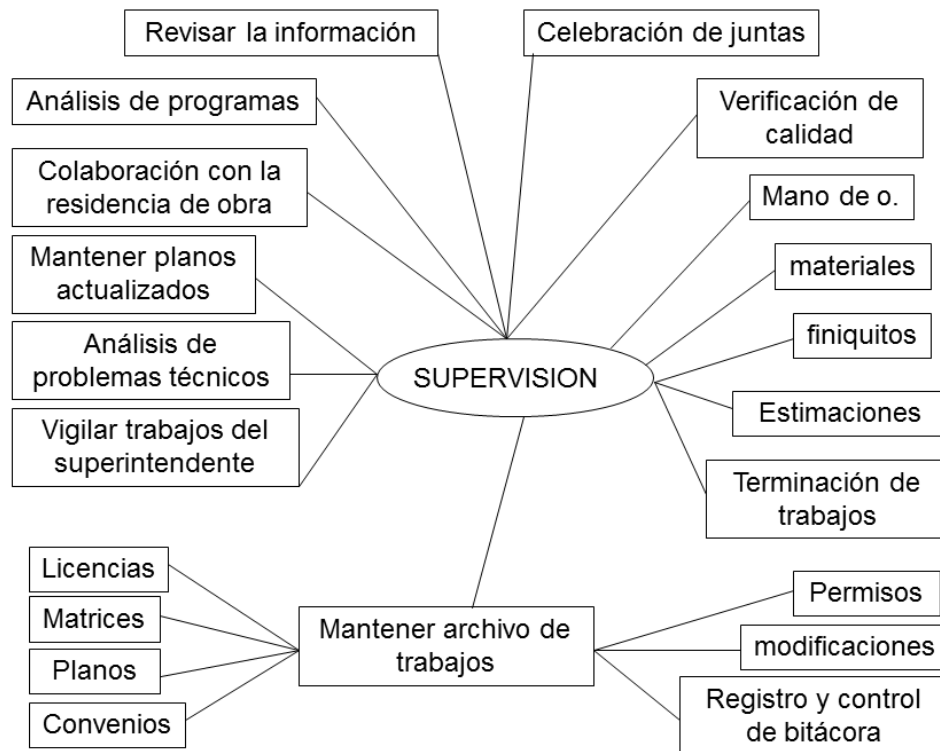 Revisar la información
Celebración de juntas
Análisis de programas
Verificación de
calidad
Colaboración con la
residencia de obra
Mano de o.
Mantener planos
actualizados
materiales
Análisis de
problemas técnicos
finiquitos
SUPERVISION
Estimaciones
Vigilar trabajos del
superintendente
Terminación de
trabajos
Licencias
Matrices
Planos
Convenios
Mantener archivo de
trabajos
Permisos
modificaciones
Registro y control
de bitácora